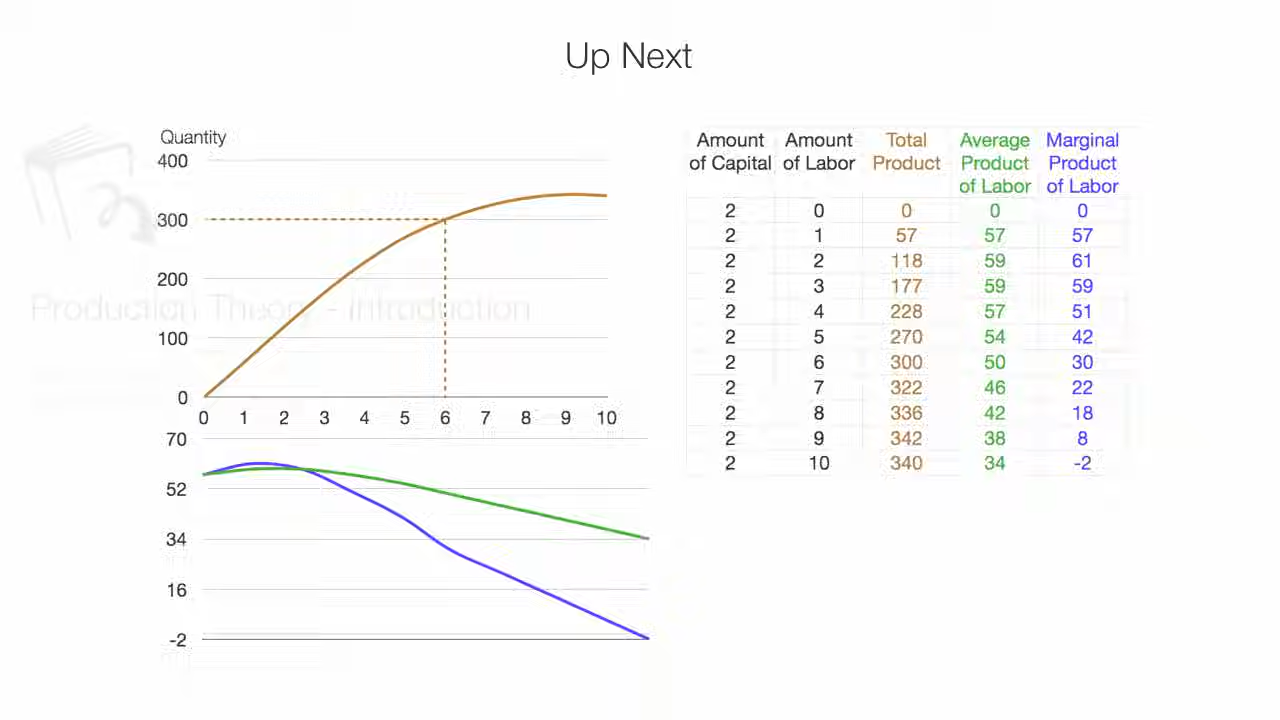 Up Next
Quantity
400
300
200
100
0
0 1 2 3 4 5 6 7 8 9 10
70
52
34
16
-2
Production Theory - Introduction
Amount Amount Total Average Marginal
of Capital of Labor Product Product Product
of Labor of Labor
2 0 0 0 0
2 1 57 57 57
2 2 118 59 61
2 3 177 59 59
2 4 228 57 51
2 5 270 54 42
2 6 300 50 30
2 7 322 46 22
2 8 336 42 18
2 9 342 38 8
2 10 340 34 -2